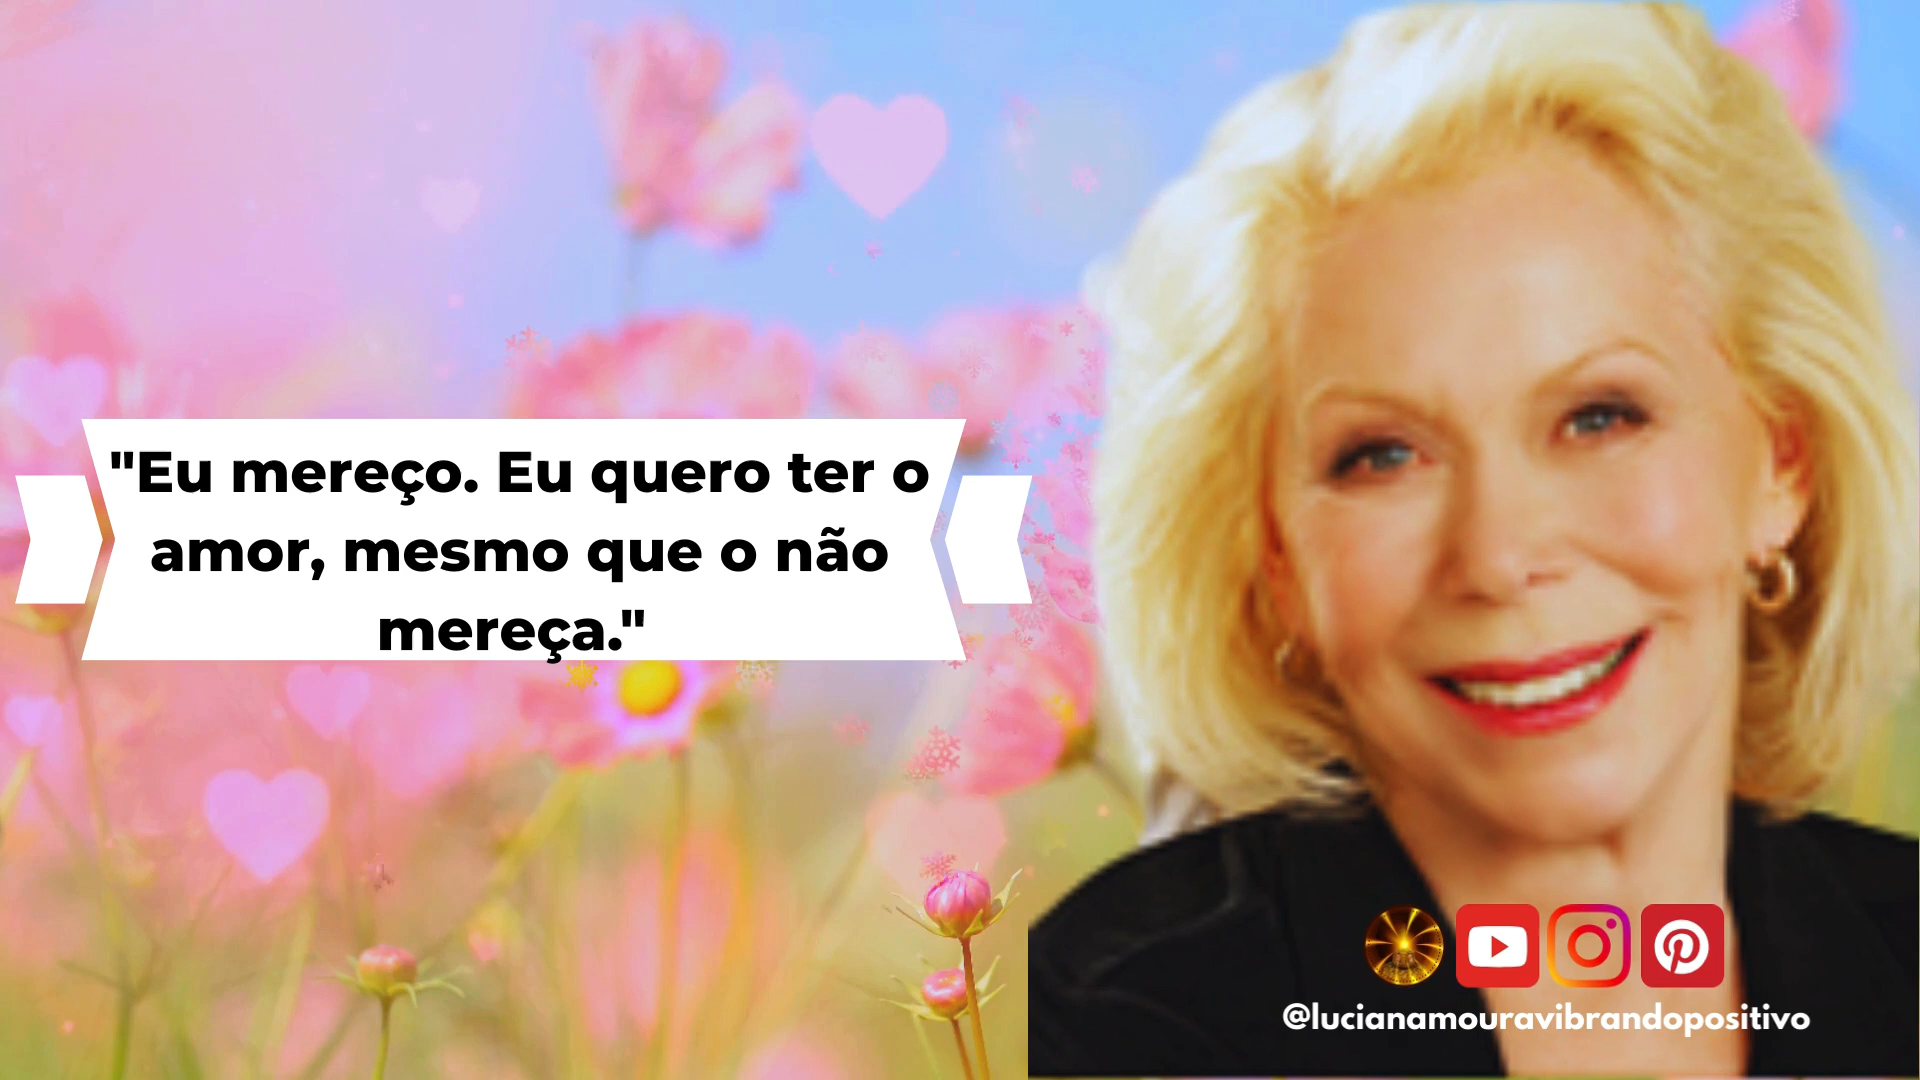 "Eu mereço. Eu quero ter o
amor, mesmo que o não
mereça."
@lucianamouravibrandopositivo